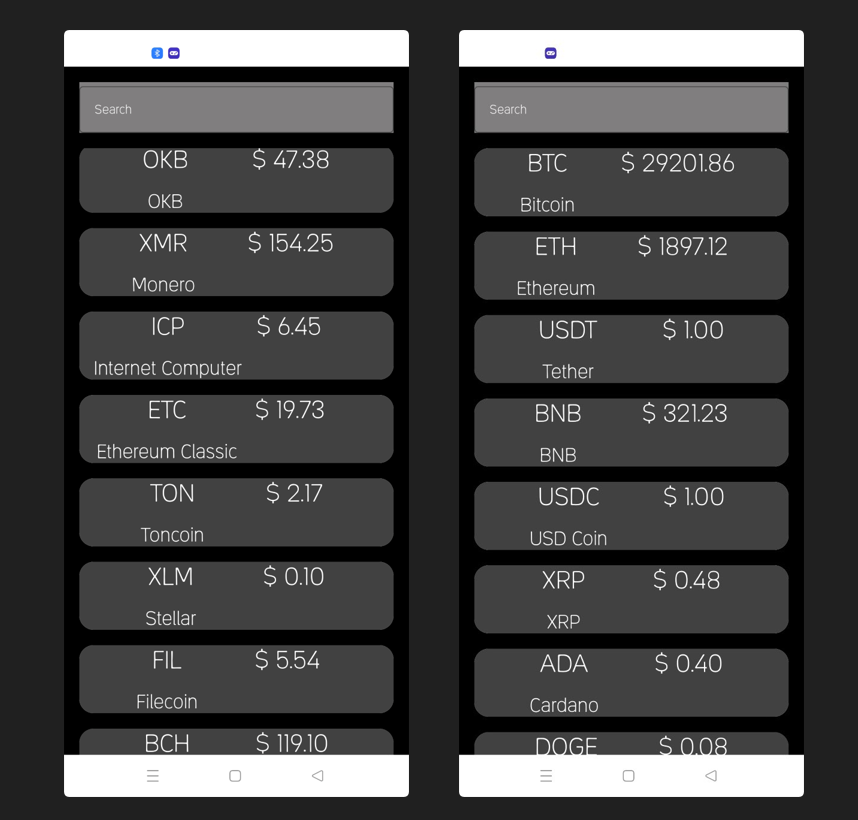 Search
OKB $ 47.38
OKB
XMR $ 154.25
Monero
ICP $ 6.45
Internet Computer
ETC $ 19.73
Ethereum Classic
TON $ 2.17
Toncoin
XLM $ 0.10
Stellar
FIL $ 5.54
Filecoin
BCH $ 119.10
Search
BTC $ 29201.86
Bitcoin
ETH $ 1897.12
Ethereum
USDT $ 1.00
Tether
BNB $ 321.23
BNB
USDC $ 1.00
USD Coin
XRP $ 0.48
XRP
ADA $ 0.40
Cardano
DOGE $ 0.08